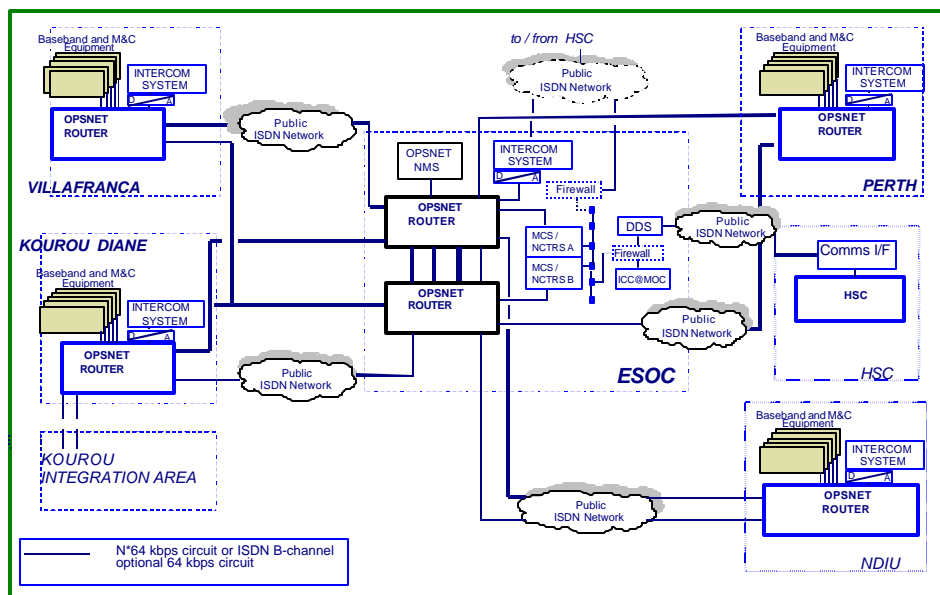 Baseband and M&C
Equipment
INTERCOM
SYSTEM
D
A
OPSNET
ROUTER
VILLAFRANCA
Public
ISDN Network
to / from HSC
Public
ISDN Network
Baseband and M&C
Equipment
INTERCOM
SYSTEM
D
A
OPSNET
ROUTER
PERTH
OPSNET
NMS
INTERCOM
SYSTEM
D
A
Firewall
OPSNET
ROUTER
MCS /
NCTRS A
MCS /
NCTRS B
DDS
Firewall
ICC@MOC
OPSNET
ROUTER
ESOC
Public
ISDN Network
Public
ISDN Network
Comms I/F
HSC
HSC
KOUROU DIANE
Baseband and M&C
Equipment
INTERCOM
SYSTEM
D
A
OPSNET
ROUTER
Public
ISDN Network
KOUROU
INTEGRATION AREA
Public
ISDN Network
Baseband and M&C
Equipment
INTERCOM
SYSTEM
D
A
OPSNET
ROUTER
NDIU
N*64 kbps circuit or ISDN B-channel
optional 64 kbps circuit